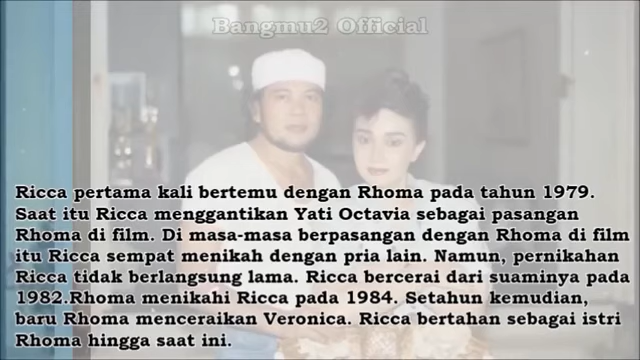 Bangmu2 Official
Ricca pertama kali bertemu dengan Rhoma pada tahun 1979.
Saat itu Ricca menggantikan Yati Octavia sebagai pasangan
Rhoma di film. Di masa-masa berpasangan dengan Rhoma di film
itu Ricca sempat menikah dengan pria lain. Namun, pernikahan
Ricca tidak berlangsung lama. Ricca bercerai dari suaminya pada
1982.Rhoma menikahi Ricca pada 1984. Setahun kemudian,
baru Rhoma menceraikan Veronica. Ricca bertahan sebagai istri
Rhoma hingga saat ini.